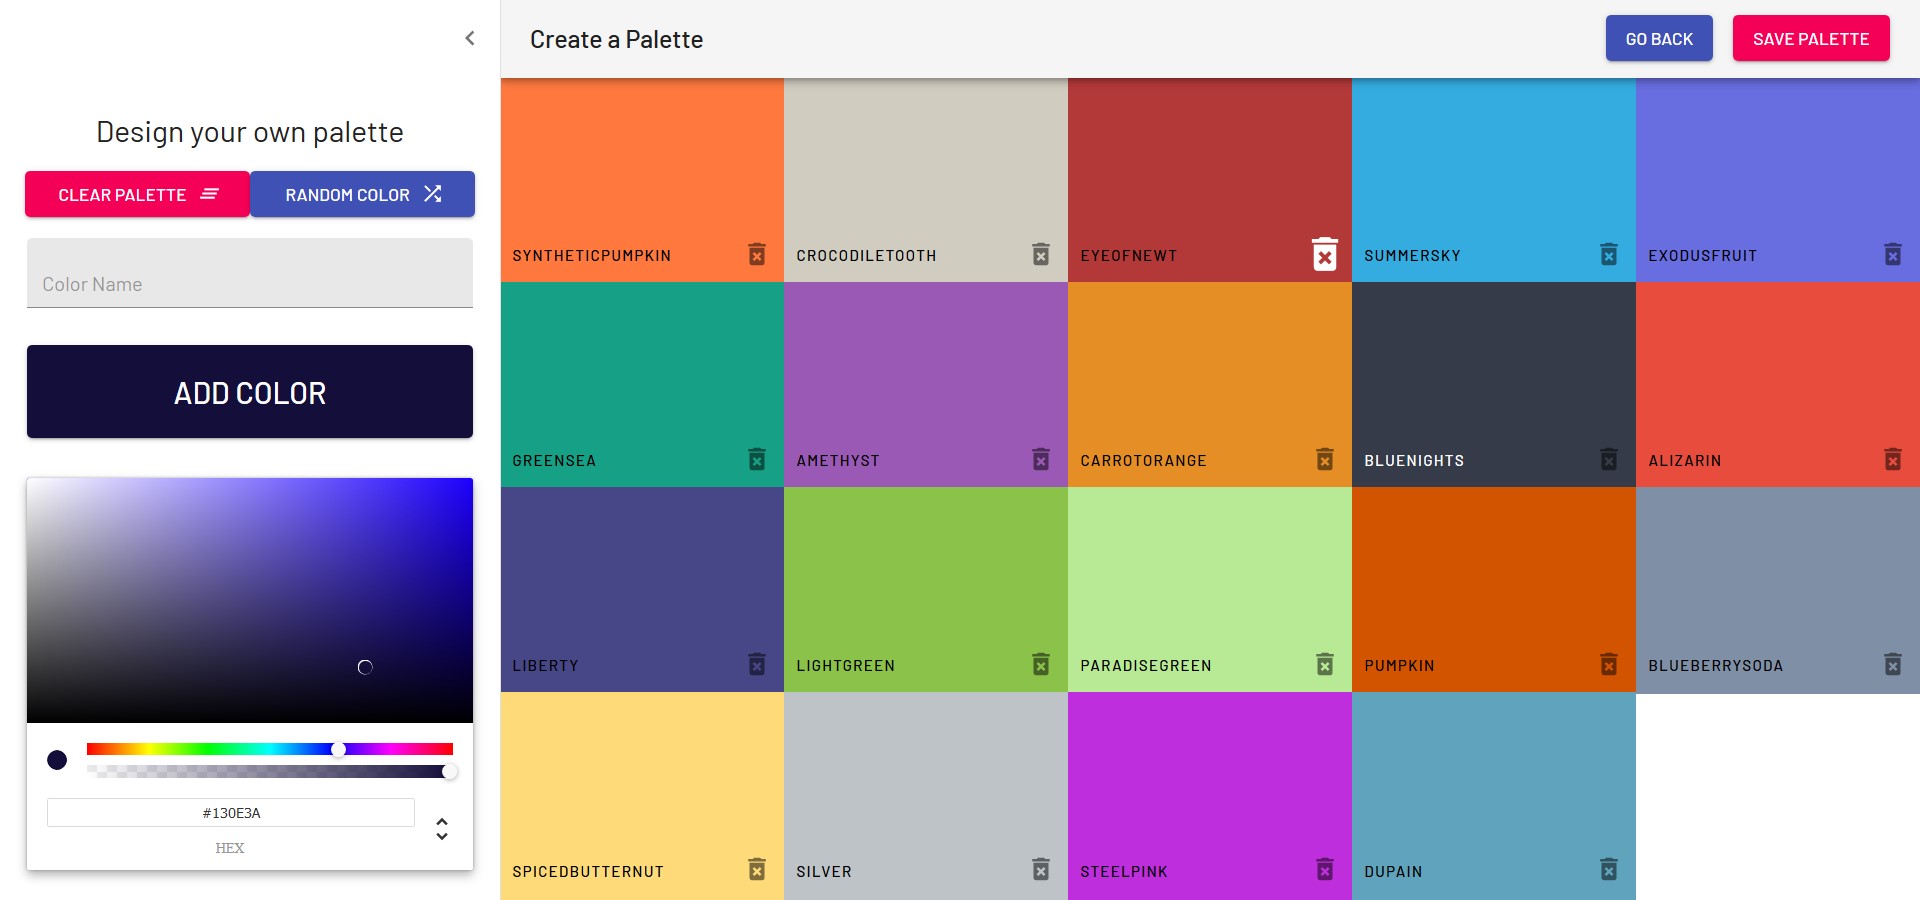 Create a Palette
GO BACK
SAVE PALETTE
Design your own palette
CLEAR PALETTE
RANDOM COLOR
Color Name
ADD COLOR
#130E3A
HEX
SYNTHETICPUMPKIN
CROCODILETOOTH
EYEOFNEWT
SUMMERSKY
EXODUSFRUIT
GREENSEA
AMETHYST
CARROTORANGE
BLUENIGHTS
ALIZARIN
LIBERTY
LIGHTGREEN
PARADISEGREEN
PUMPKIN
BLUEBERRYSODA
SPICEDBUTTERNUT
SILVER
STEELPINK
DUPAIN